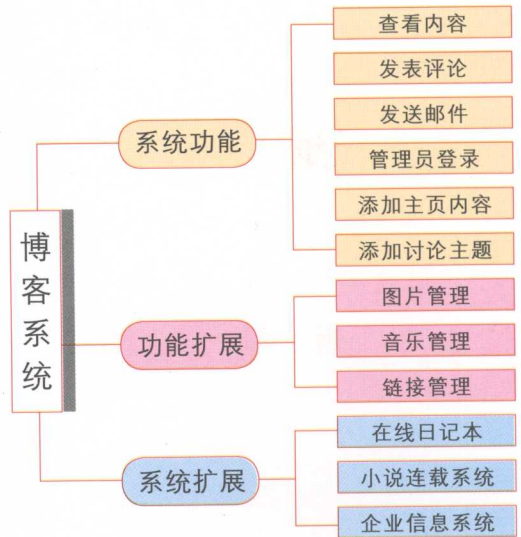 博客系统
系统功能
查看内容
发表评论
发送邮件
管理员登录
添加主页内容
添加讨论主题
功能扩展
图片管理
音乐管理
链接管理
系统扩展
在线日记本
小说连载系统
企业信息系统